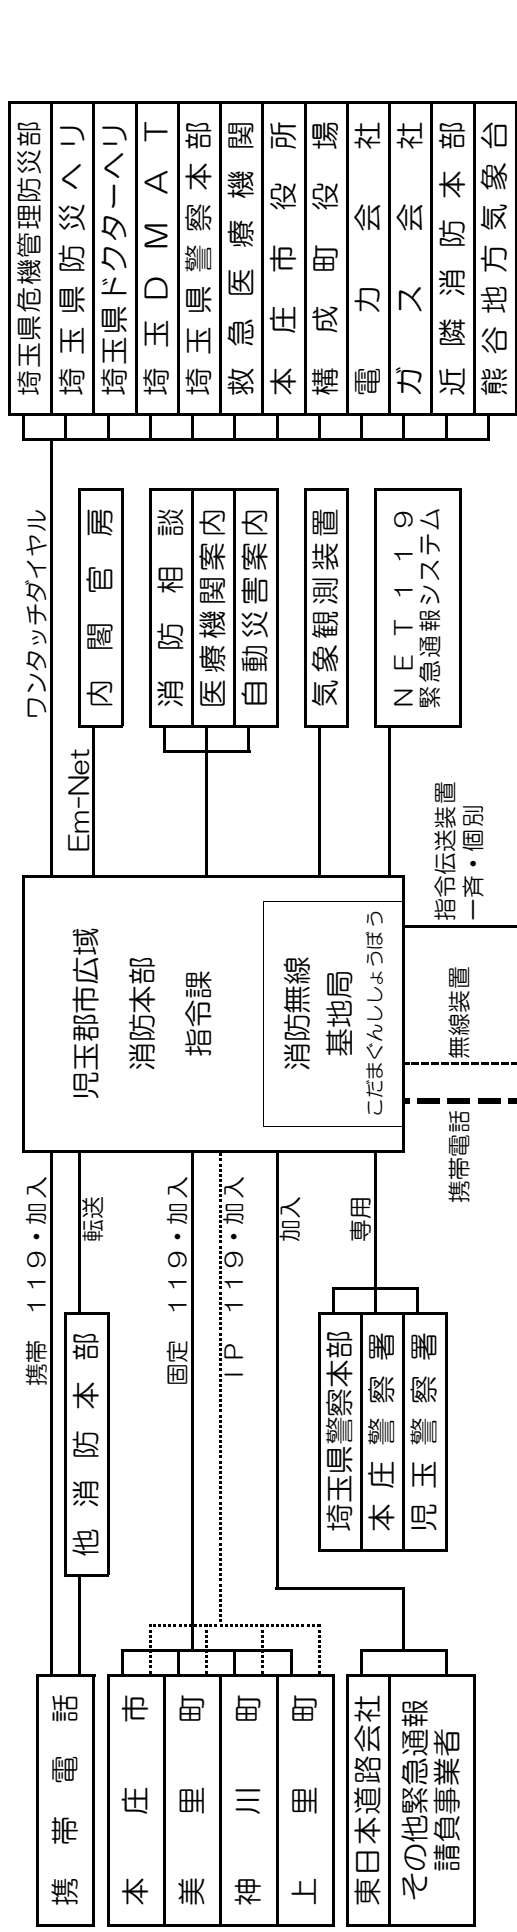 携帯電話
本庄市
美里町
神川町
上里町
東日本道路会社
その他緊急通報
請負事業者
他消防本部
携帯 119・加入
転送
固定 119・加入
IP 119・加入
加入
専用
埼玉県警察本部
本庄警察署
児玉警察署
児玉郡市広域
消防本部
指令課
消防無線
基地局
こだまぐんししょうぼう
携帯電話
無線装置
指令伝送装置
一斉・個別
ワンタッチダイヤル
Em-Net
内閣官房
消防相談
医療機関案内
自動災害案内
気象観測装置
NET119
緊急通報システム
埼玉県危機管理防災部
埼玉県防災ヘリ
埼玉県ドクターヘリ
埼玉DMAT
埼玉県警察本部
救急医療機関
本庄市役所
構成町役場
電力会社
ガス会社
近隣消防本部
熊谷地方気象台